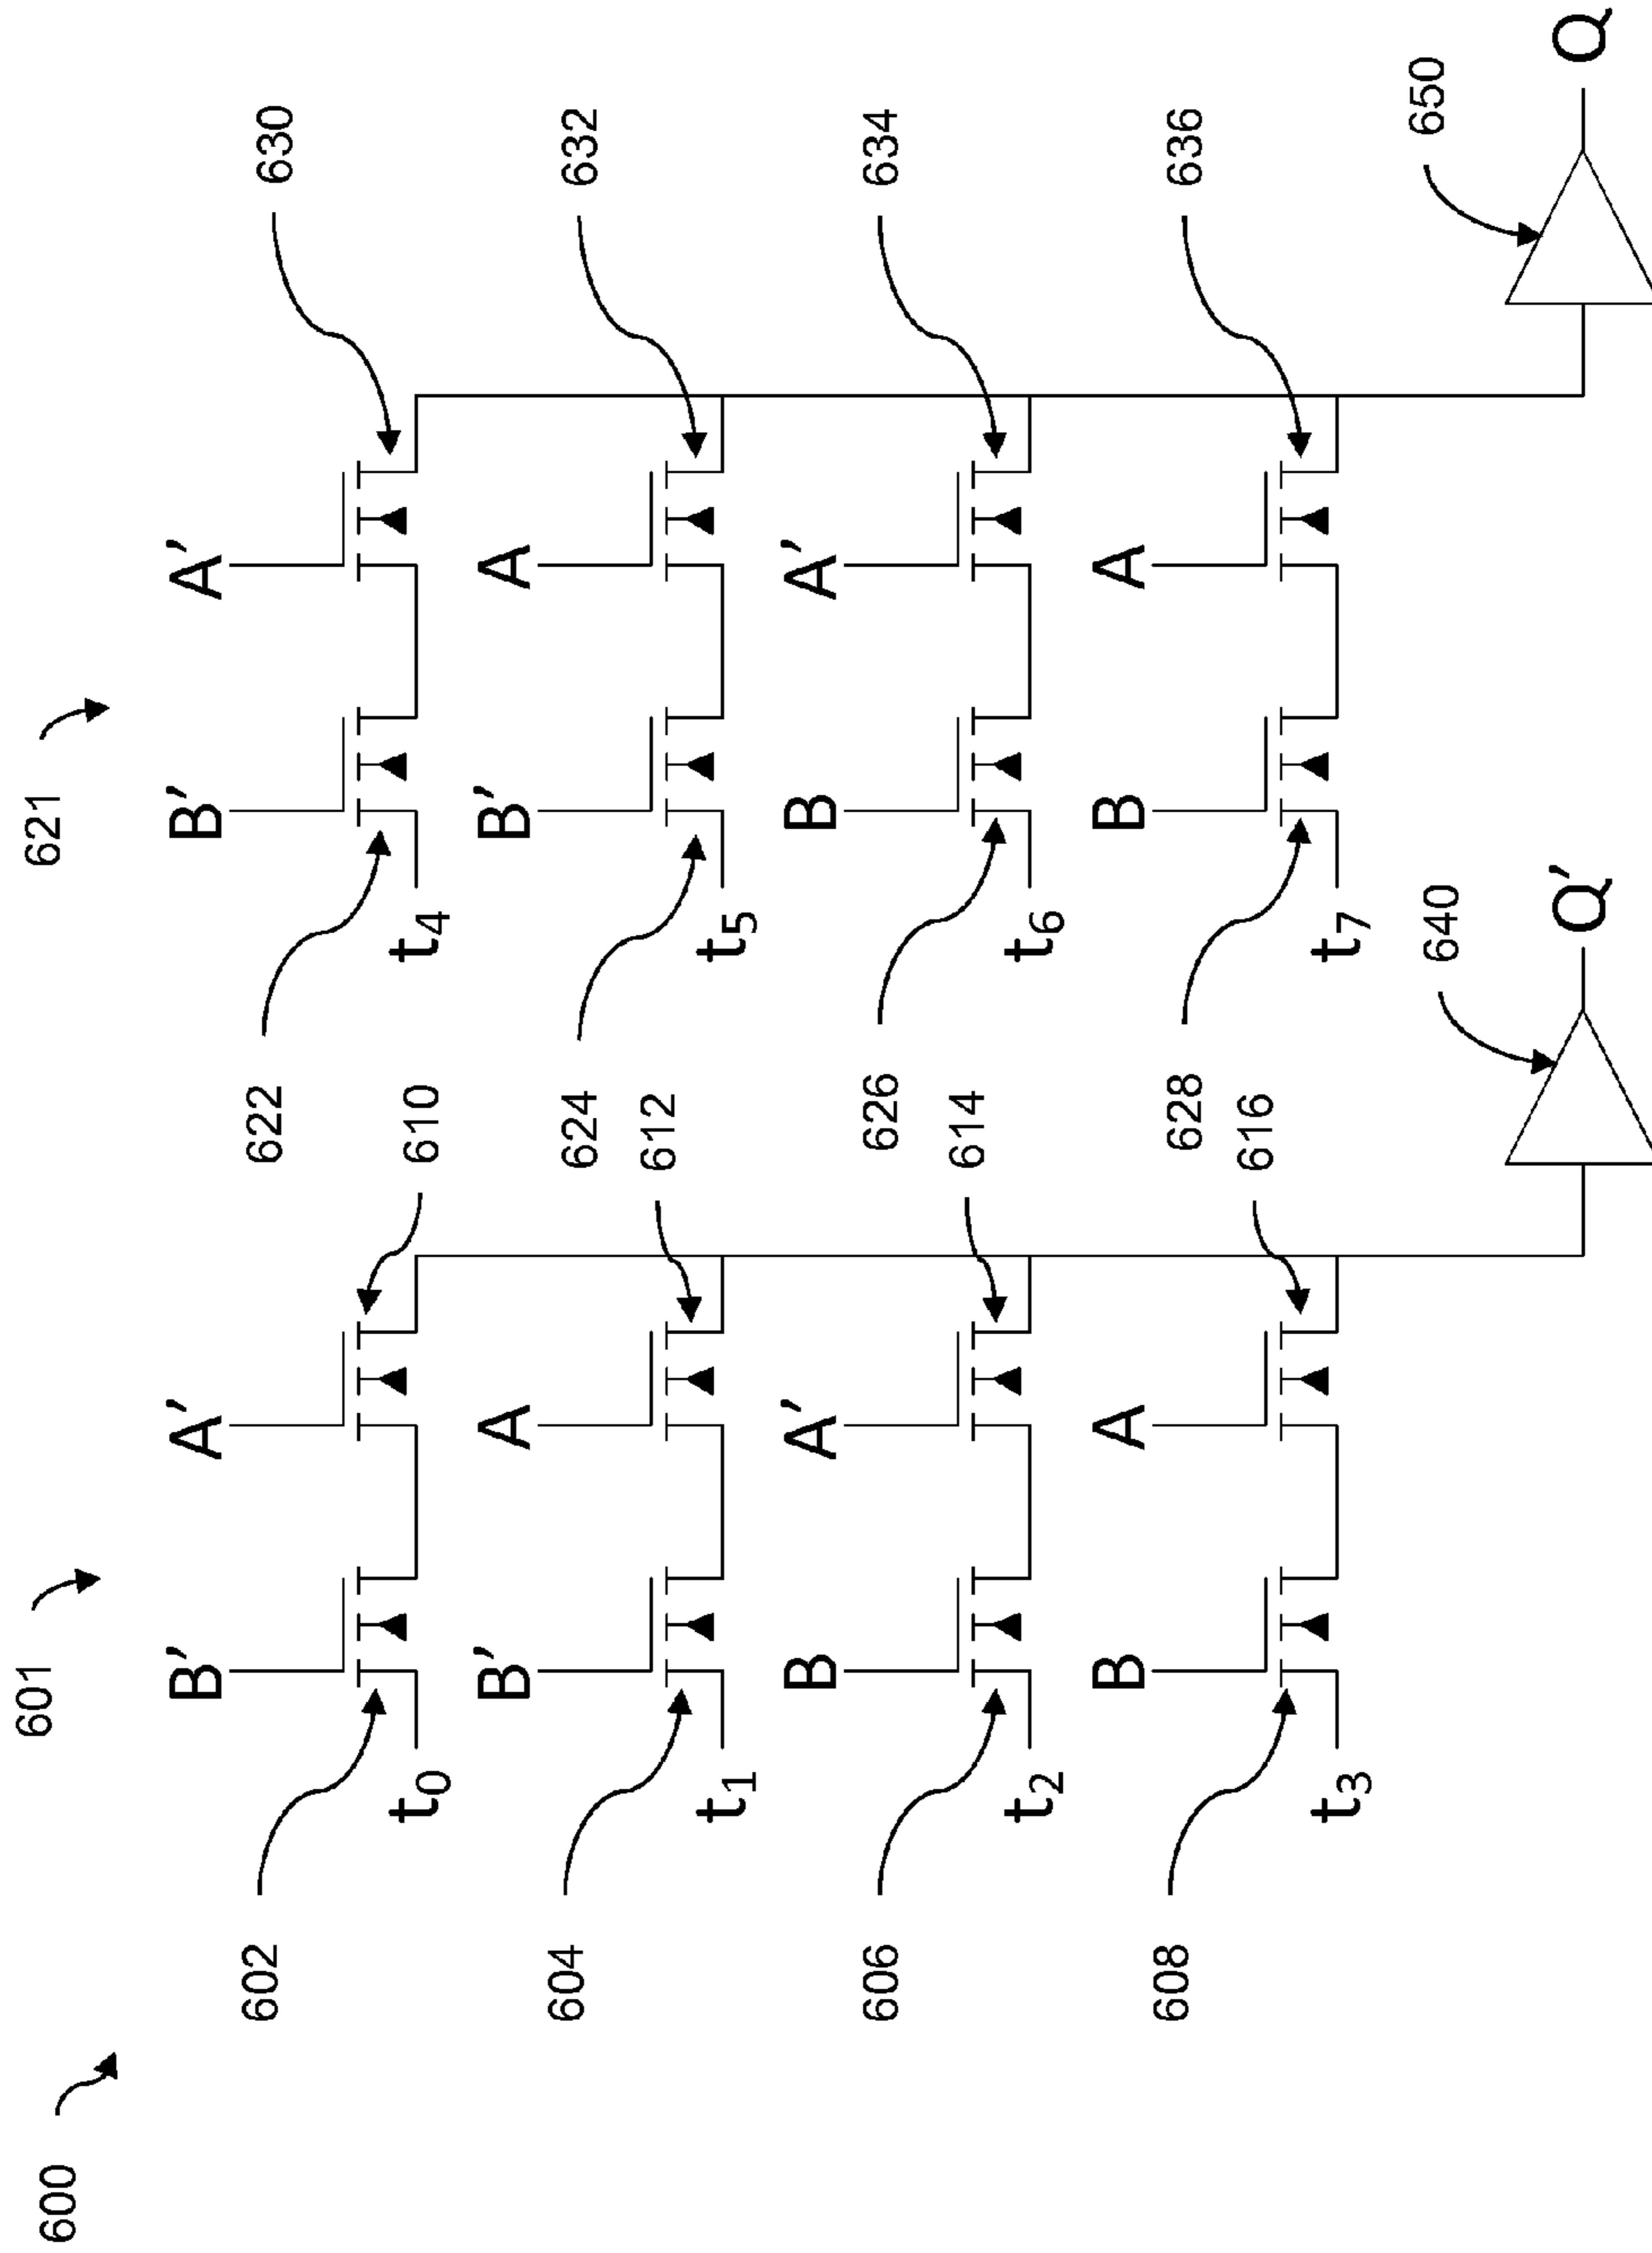 600 601 621
B′ A′ B′ A′
602 622 630
610
t₀ t₄
B′ A B′ A
604 624 632
612
t₁ t₅
B A′ B A′
606 626 634
614
t₂ t₆
B A B A
608 628 636
616
t₃ t₇
640 650
Q′ Q